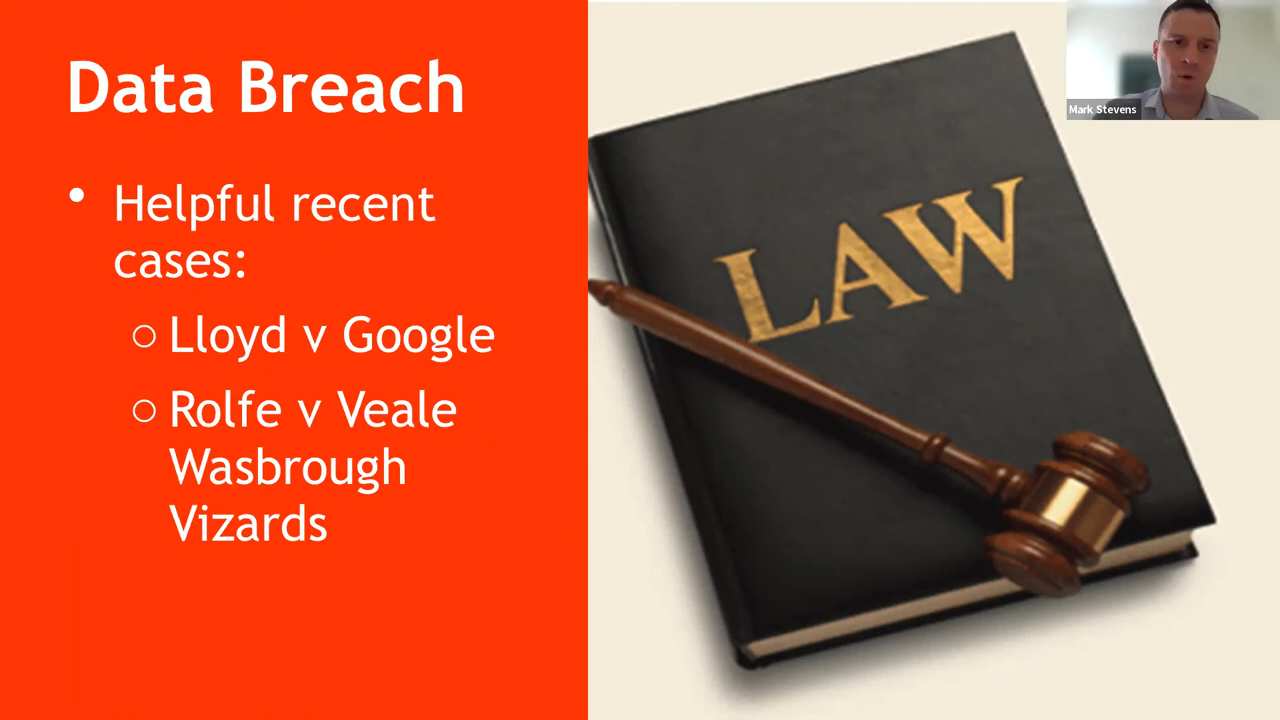 Data Breach
• Helpful recent
cases:
○ Lloyd v Google
○ Rolfe v Veale
Wasbrough
Vizards
LAW
Mark Stevens